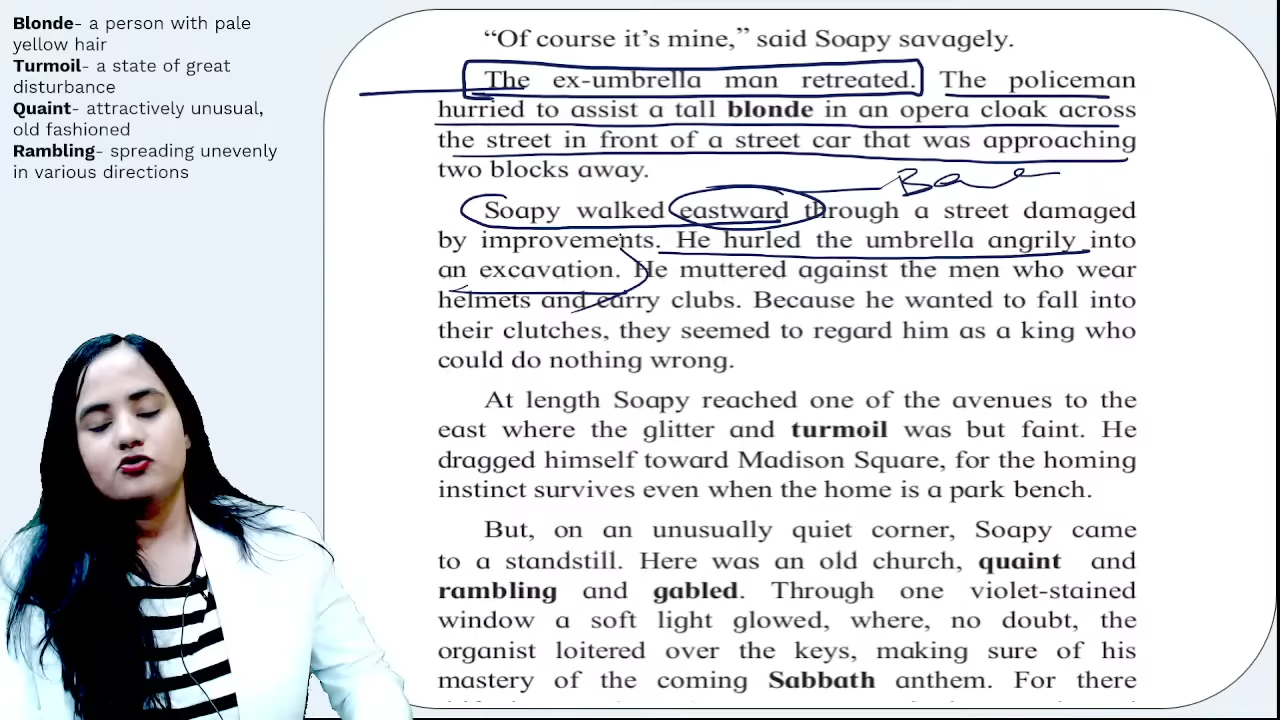 Blonde- a person with pale
yellow hair
Turmoil- a state of great
disturbance
Quaint- attractively unusual,
old fashioned
Rambling- spreading unevenly
in various directions
“Of course it’s mine,” said Soapy savagely.
The ex-umbrella man retreated. The policeman
hurried to assist a tall blonde in an opera cloak across
the street in front of a street car that was approaching
two blocks away.
Soapy walked eastward through a street damaged
by improvements. He hurled the umbrella angrily into
an excavation. He muttered against the men who wear
helmets and carry clubs. Because he wanted to fall into
their clutches, they seemed to regard him as a king who
could do nothing wrong.
At length Soapy reached one of the avenues to the
east where the glitter and turmoil was but faint. He
dragged himself toward Madison Square, for the homing
instinct survives even when the home is a park bench.
But, on an unusually quiet corner, Soapy came
to a standstill. Here was an old church, quaint and
rambling and gabled. Through one violet-stained
window a soft light glowed, where, no doubt, the
organist loitered over the keys, making sure of his
mastery of the coming Sabbath anthem. For there